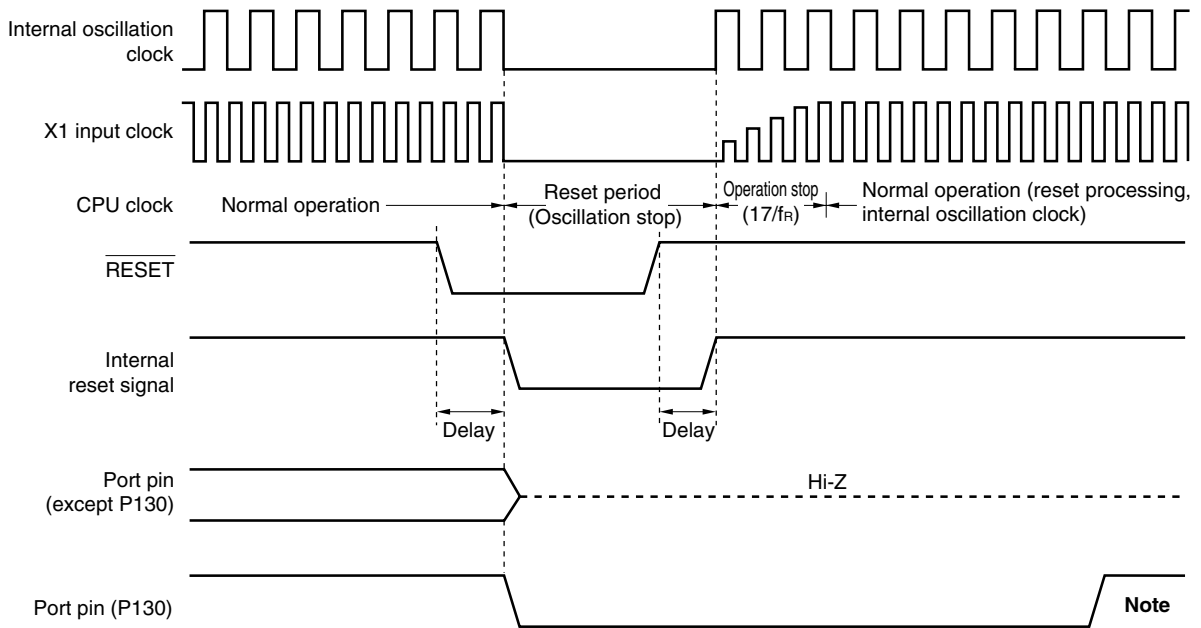 Internal oscillation
clock
X1 input clock
CPU clock
Normal operation
Reset period
(Oscillation stop)
Operation stop
(17/fR)
Normal operation (reset processing,
internal oscillation clock)
RESET
Internal
reset signal
Delay
Delay
Port pin
(except P130)
Hi-Z
Port pin (P130)
Note